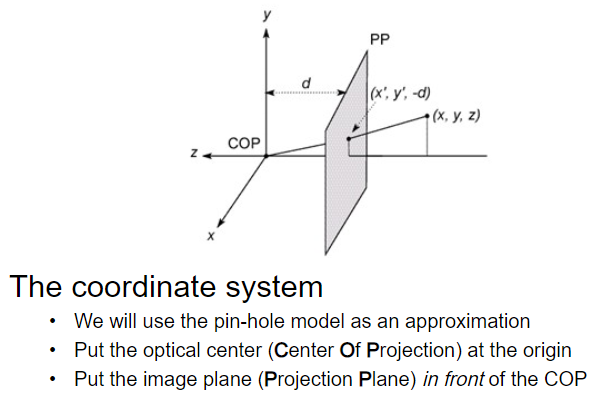 y
PP
d
(x', y', -d)
(x, y, z)
COP
z
x
The coordinate system
• We will use the pin-hole model as an approximation
• Put the optical center (Center Of Projection) at the origin
• Put the image plane (Projection Plane) in front of the COP